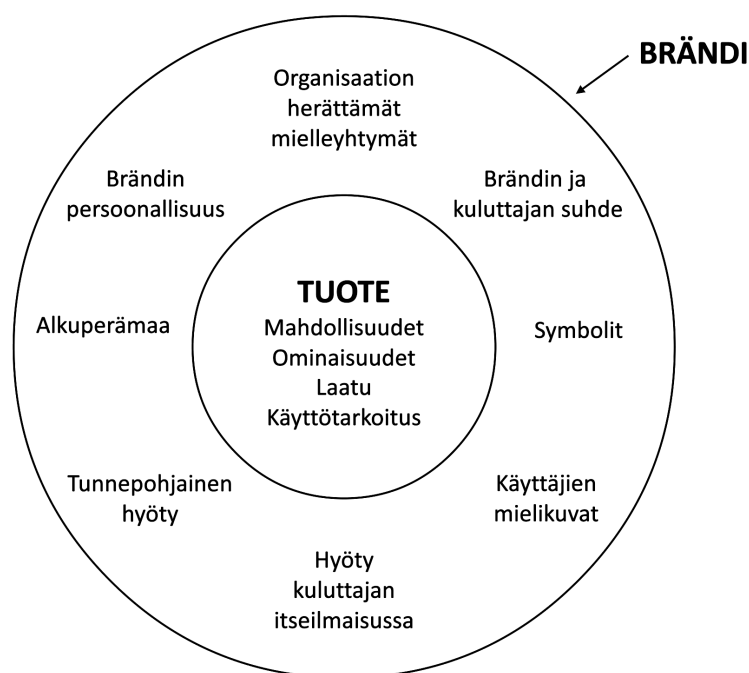 BRÄNDI
Organisaation
herättämät
mielleyhtymät
Brändin
persoonallisuus
Brändin ja
kuluttajan suhde
Alkuperämaa
TUOTE
Mahdollisuudet
Ominaisuudet
Laatu
Käyttötarkoitus
Symbolit
Tunnepohjainen
hyöty
Käyttäjien
mielikuvat
Hyöty
kuluttajan
itseilmaisussa